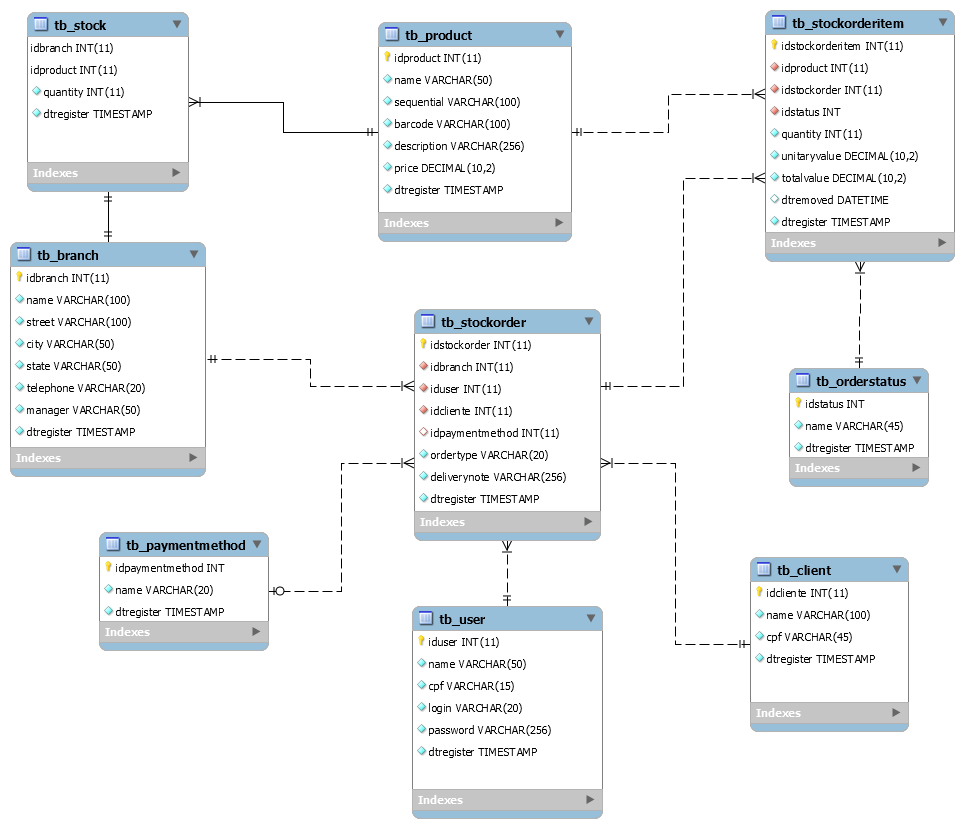 tb_stock
idbranch INT(11)
idproduct INT(11)
quantity INT(11)
dtregister TIMESTAMP
Indexes
tb_product
idproduct INT(11)
name VARCHAR(50)
sequential VARCHAR(100)
barcode VARCHAR(100)
description VARCHAR(256)
price DECIMAL(10,2)
dtregister TIMESTAMP
Indexes
tb_stockorderitem
idstockorderitem INT(11)
idproduct INT(11)
idstockorder INT(11)
idstatus INT
quantity INT(11)
unitaryvalue DECIMAL(10,2)
totalvalue DECIMAL(10,2)
dtremoved DATETIME
dtregister TIMESTAMP
Indexes
tb_branch
idbranch INT(11)
name VARCHAR(100)
street VARCHAR(100)
city VARCHAR(50)
state VARCHAR(50)
telephone VARCHAR(20)
manager VARCHAR(50)
dtregister TIMESTAMP
Indexes
tb_stockorder
idstockorder INT(11)
idbranch INT(11)
iduser INT(11)
idcliente INT(11)
idpaymentmethod INT(11)
ordertype VARCHAR(20)
deliverynote VARCHAR(256)
dtregister TIMESTAMP
Indexes
tb_orderstatus
idstatus INT
name VARCHAR(45)
dtregister TIMESTAMP
Indexes
tb_paymentmethod
idpaymentmethod INT
name VARCHAR(20)
dtregister TIMESTAMP
Indexes
tb_user
iduser INT(11)
name VARCHAR(50)
cpf VARCHAR(15)
login VARCHAR(20)
password VARCHAR(256)
dtregister TIMESTAMP
Indexes
tb_client
idcliente INT(11)
name VARCHAR(100)
cpf VARCHAR(45)
dtregister TIMESTAMP
Indexes